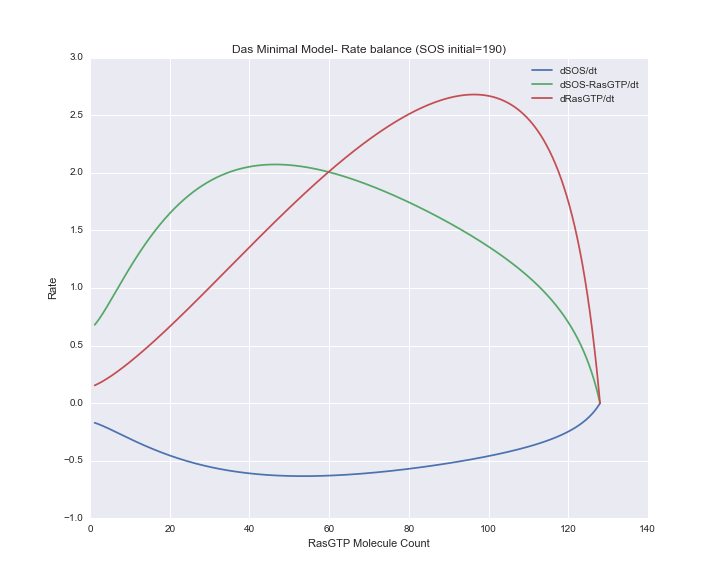 Das Minimal Model- Rate balance (SOS initial=190)
dSOS/dt
dSOS-RasGTP/dt
dRasGTP/dt
3.0
2.5
2.0
1.5
1.0
0.5
0.0
−0.5
−1.0
Rate
0 20 40 60 80 100 120 140
RasGTP Molecule Count